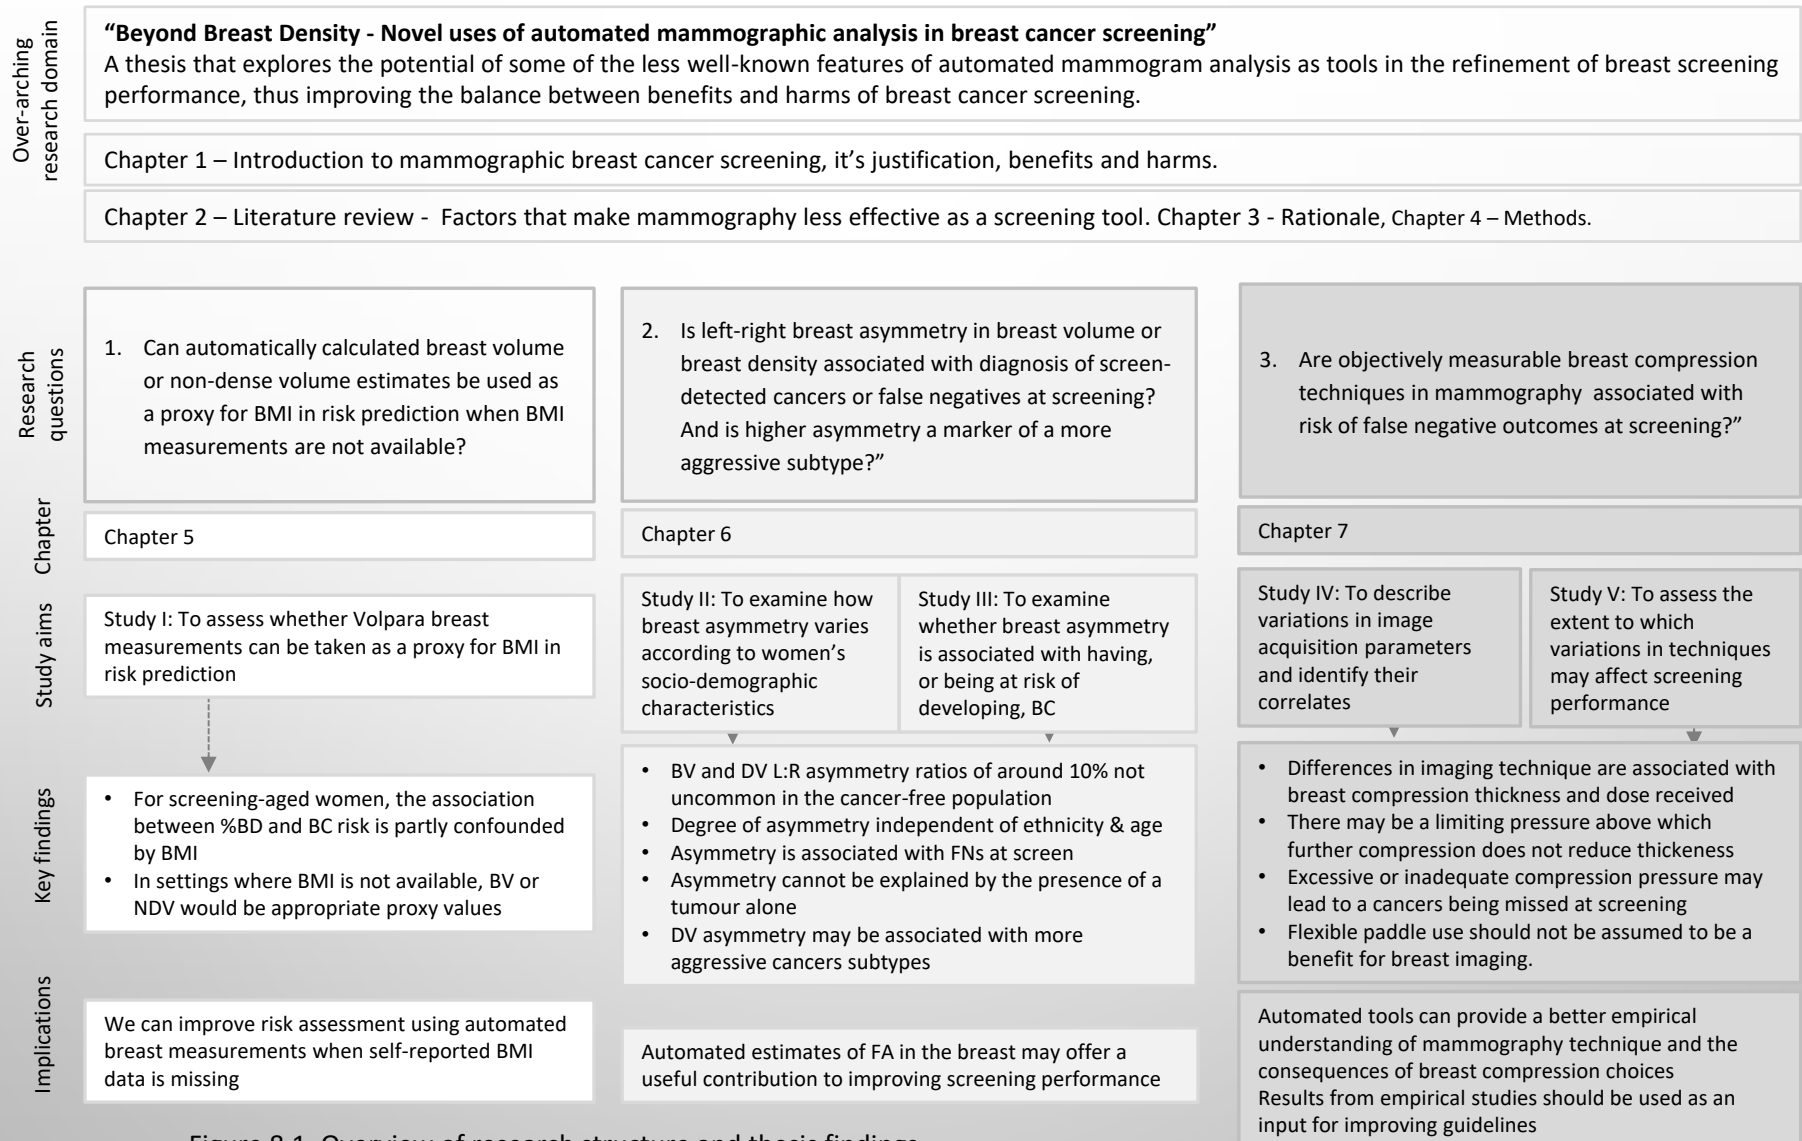 Over-arching
research domain
“Beyond Breast Density - Novel uses of automated mammographic analysis in breast cancer screening”
A thesis that explores the potential of some of the less well-known features of automated mammogram analysis as tools in the refinement of breast screening
performance, thus improving the balance between benefits and harms of breast cancer screening.
Chapter 1 – Introduction to mammographic breast cancer screening, it’s justification, benefits and harms.
Chapter 2 – Literature review - Factors that make mammography less effective as a screening tool. Chapter 3 - Rationale, Chapter 4 – Methods.
Research
questions
1. Can automatically calculated breast volume
or non-dense volume estimates be used as
a proxy for BMI in risk prediction when BMI
measurements are not available?
2. Is left-right breast asymmetry in breast volume or
breast density associated with diagnosis of screen-
detected cancers or false negatives at screening?
And is higher asymmetry a marker of a more
aggressive subtype?”
3. Are objectively measurable breast compression
techniques in mammography associated with
risk of false negative outcomes at screening?”
Chapter
Chapter 5
Chapter 6
Chapter 7
Study aims
Study I: To assess whether Volpara breast
measurements can be taken as a proxy for BMI in
risk prediction
Study II: To examine how
breast asymmetry varies
according to women’s
socio-demographic
characteristics
Study III: To examine
whether breast asymmetry
is associated with having,
or being at risk of
developing, BC
Study IV: To describe
variations in image
acquisition parameters
and identify their
correlates
Study V: To assess the
extent to which
variations in techniques
may affect screening
performance
Key findings
• For screening-aged women, the association
between %BD and BC risk is partly confounded
by BMI
• In settings where BMI is not available, BV or
NDV would be appropriate proxy values
• BV and DV L:R asymmetry ratios of around 10% not
uncommon in the cancer-free population
• Degree of asymmetry independent of ethnicity & age
• Asymmetry is associated with FNs at screen
• Asymmetry cannot be explained by the presence of a
tumour alone
• DV asymmetry may be associated with more
aggressive cancers subtypes
• Differences in imaging technique are associated with
breast compression thickness and dose received
• There may be a limiting pressure above which
further compression does not reduce thickeness
• Excessive or inadequate compression pressure may
lead to a cancers being missed at screening
• Flexible paddle use should not be assumed to be a
benefit for breast imaging.
Implications
We can improve risk assessment using automated
breast measurements when self-reported BMI
data is missing
Automated estimates of FA in the breast may offer a
useful contribution to improving screening performance
Automated tools can provide a better empirical
understanding of mammography technique and the
consequences of breast compression choices
Results from empirical studies should be used as an
input for improving guidelines
Figure 8.1 Overview of research structure and thesis findings